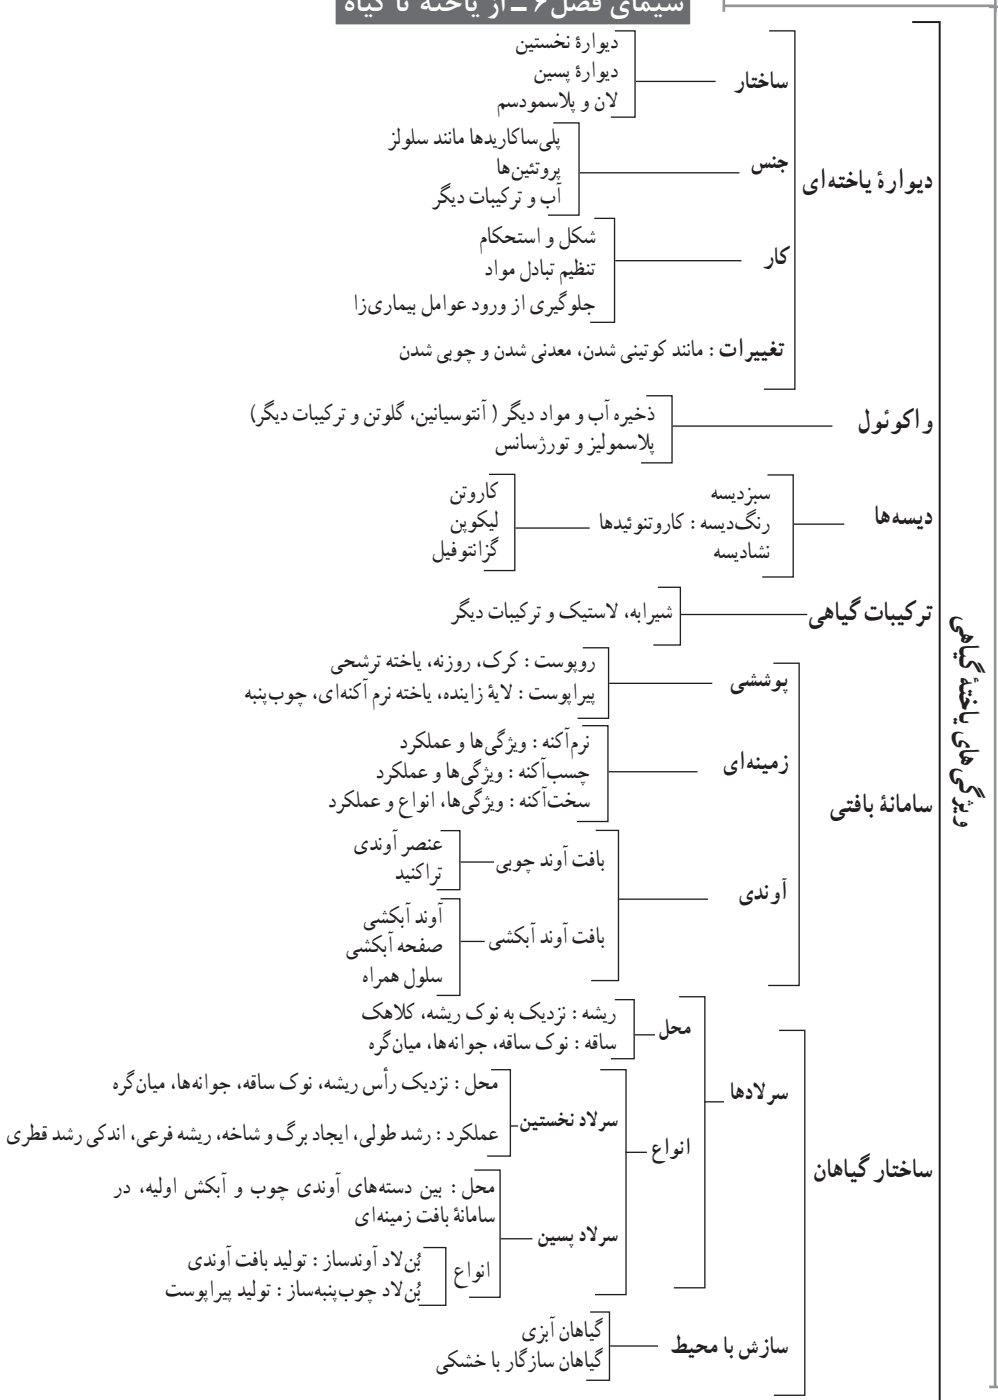 سیمای فصل ۶ ـ از یاخته تا گیاه
ویژگی‌های یاختهٔ گیاهی
دیوارهٔ یاخته‌ای
ساختار
دیوارهٔ نخستین
دیوارهٔ پسین
لان و پلاسمودسم
جنس
پلی‌ساکاریدها مانند سلولز
پروتئین‌ها
آب و ترکیبات دیگر
کار
شکل و استحکام
تنظیم تبادل مواد
جلوگیری از ورود عوامل بیماری‌زا
تغییرات : مانند کوتینی شدن، معدنی شدن و چوبی شدن
واکوئول
ذخیره آب و مواد دیگر ( آنتوسیانین، گلوتن و ترکیبات دیگر)
پلاسمولیز و تورژسانس
دیسه‌ها
سبزدیسه
رنگ‌دیسه : کاروتنوئیدها
نشادیسه
کاروتن
لیکوپن
گزانتوفیل
ترکیبات گیاهی
شیرابه، لاستیک و ترکیبات دیگر
سامانهٔ بافتی
پوششی
روپوست : کرک، روزنه، یاخته ترشحی
پیراپوست : لایهٔ زاینده، یاخته نرم آکنه‌ای، چوب‌پنبه
زمینه‌ای
نرم‌آکنه : ویژگی‌ها و عملکرد
چسب‌آکنه : ویژگی‌ها و عملکرد
سخت‌آکنه : ویژگی‌ها، انواع و عملکرد
آوندی
بافت آوند چوبی
عنصر آوندی
تراکئید
بافت آوند آبکشی
آوند آبکشی
صفحه آبکشی
سلول همراه
ساختار گیاهان
سرلادها
محل
ریشه : نزدیک به نوک ریشه، کلاهک
ساقه : نوک ساقه، جوانه‌ها، میان‌گره
انواع
سرلاد نخستین
محل : نزدیک رأس ریشه، نوک ساقه، جوانه‌ها، میان‌گره
عملکرد : رشد طولی، ایجاد برگ و شاخه، ریشه فرعی، اندکی رشد قطری
سرلاد پسین
محل : بین دسته‌های آوندی چوب و آبکش اولیه، در
سامانهٔ بافت زمینه‌ای
انواع
بُن‌لاد آوندساز : تولید بافت آوندی
بُن‌لاد چوب‌پنبه‌ساز : تولید پیراپوست
سازش با محیط
گیاهان آبزی
گیاهان سازگار با خشکی